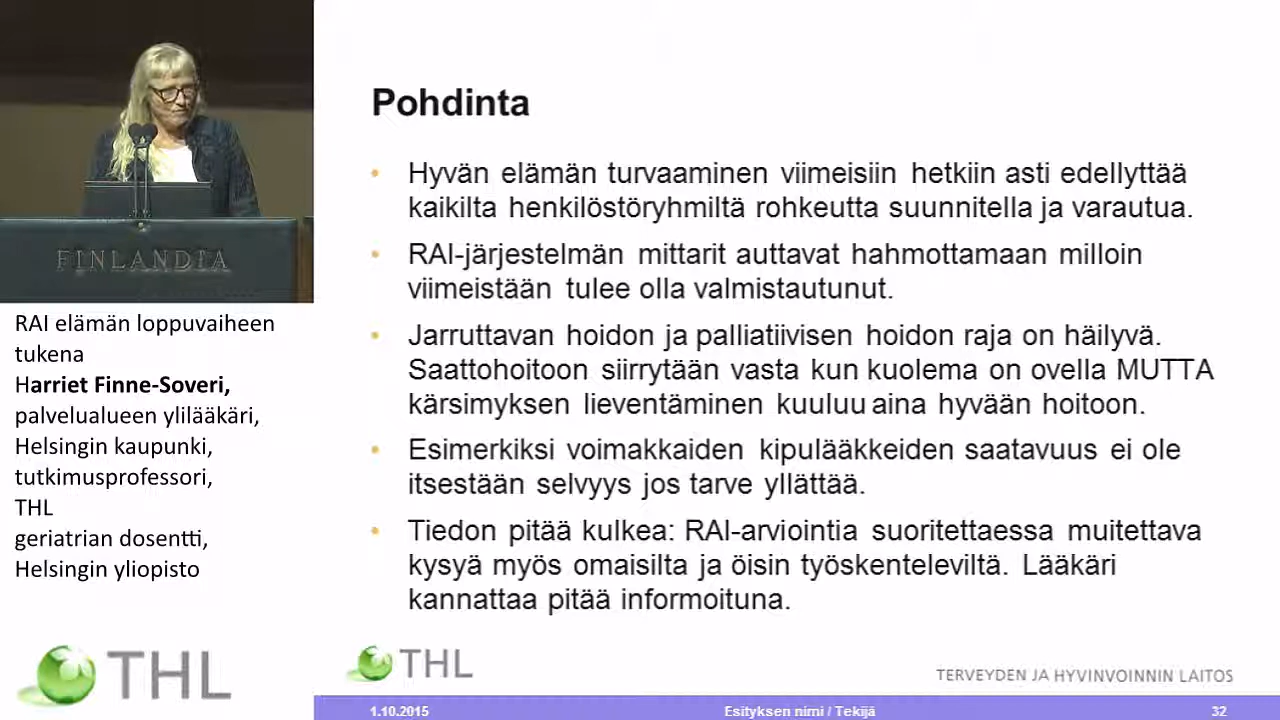 FINLANDIA
RAI elämän loppuvaiheen
tukena
Harriet Finne-Soveri,
palvelualueen ylilääkäri,
Helsingin kaupunki,
tutkimusprofessori,
THL
geriatrian dosentti,
Helsingin yliopisto
THL
Pohdinta
• Hyvän elämän turvaaminen viimeisiin hetkiin asti edellyttää
kaikilta henkilöstöryhmiltä rohkeutta suunnitella ja varautua.
• RAI-järjestelmän mittarit auttavat hahmottamaan milloin
viimeistään tulee olla valmistautunut.
• Jarruttavan hoidon ja palliatiivisen hoidon raja on häilyvä.
Saattohoitoon siirrytään vasta kun kuolema on ovella MUTTA
kärsimyksen lieventäminen kuuluu aina hyvään hoitoon.
• Esimerkiksi voimakkaiden kipulääkkeiden saatavuus ei ole
itsestään selvyys jos tarve yllättää.
• Tiedon pitää kulkea: RAI-arviointia suoritettaessa muitettava
kysyä myös omaisilta ja öisin työskenteleviltä. Lääkäri
kannattaa pitää informoituna.
THL
TERVEYDEN JA HYVINVOINNIN LAITOS
1.10.2015
Esityksen nimi / Tekijä
32